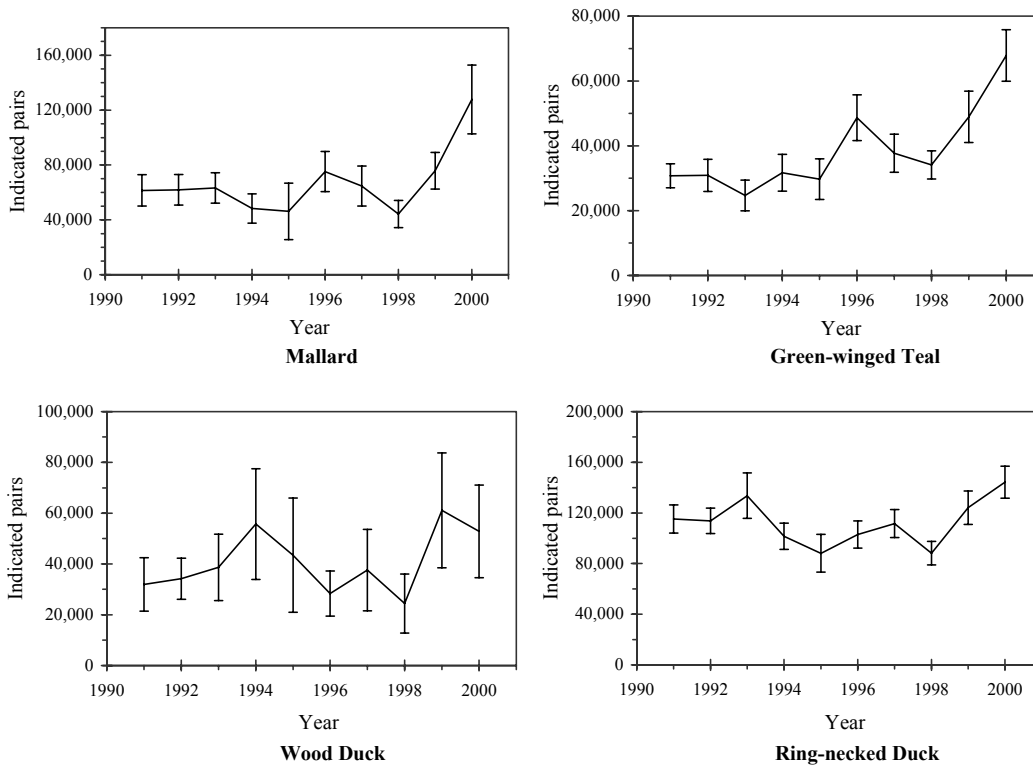 160,000
120,000
80,000
40,000
0
Indicated pairs
1990 1992 1994 1996 1998 2000
Year
Mallard
80,000
60,000
40,000
20,000
0
Indicated pairs
1990 1992 1994 1996 1998 2000
Year
Green-winged Teal
100,000
80,000
60,000
40,000
20,000
0
Indicated pairs
1990 1992 1994 1996 1998 2000
Year
Wood Duck
200,000
160,000
120,000
80,000
40,000
0
Indicated pairs
1990 1992 1994 1996 1998 2000
Year
Ring-necked Duck